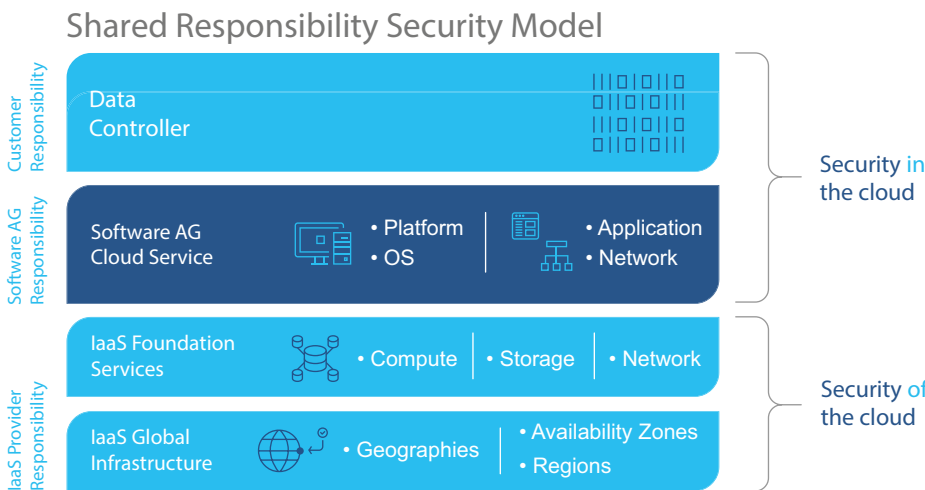 Shared Responsibility Security Model
Customer
Responsibility
Data
Controller
Software AG
Responsibility
Software AG
Cloud Service
• Platform
• OS
• Application
• Network
Security in
the cloud
IaaS Provider
Responsibility
IaaS Foundation
Services
• Compute
• Storage
• Network
IaaS Global
Infrastructure
• Geographies
• Availability Zones
• Regions
Security of
the cloud